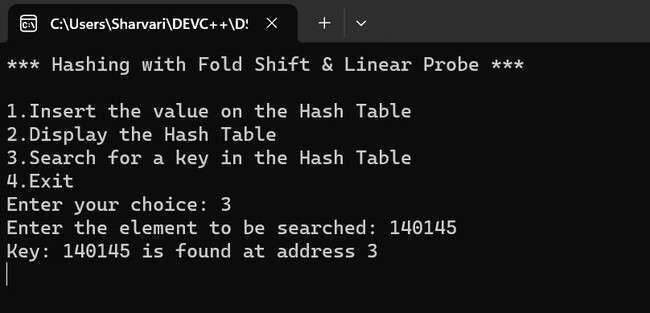 C:\Users\Sharvari\DEVC++\DS
*** Hashing with Fold Shift & Linear Probe ***
1.Insert the value on the Hash Table
2.Display the Hash Table
3.Search for a key in the Hash Table
4.Exit
Enter your choice: 3
Enter the element to be searched: 140145
Key: 140145 is found at address 3